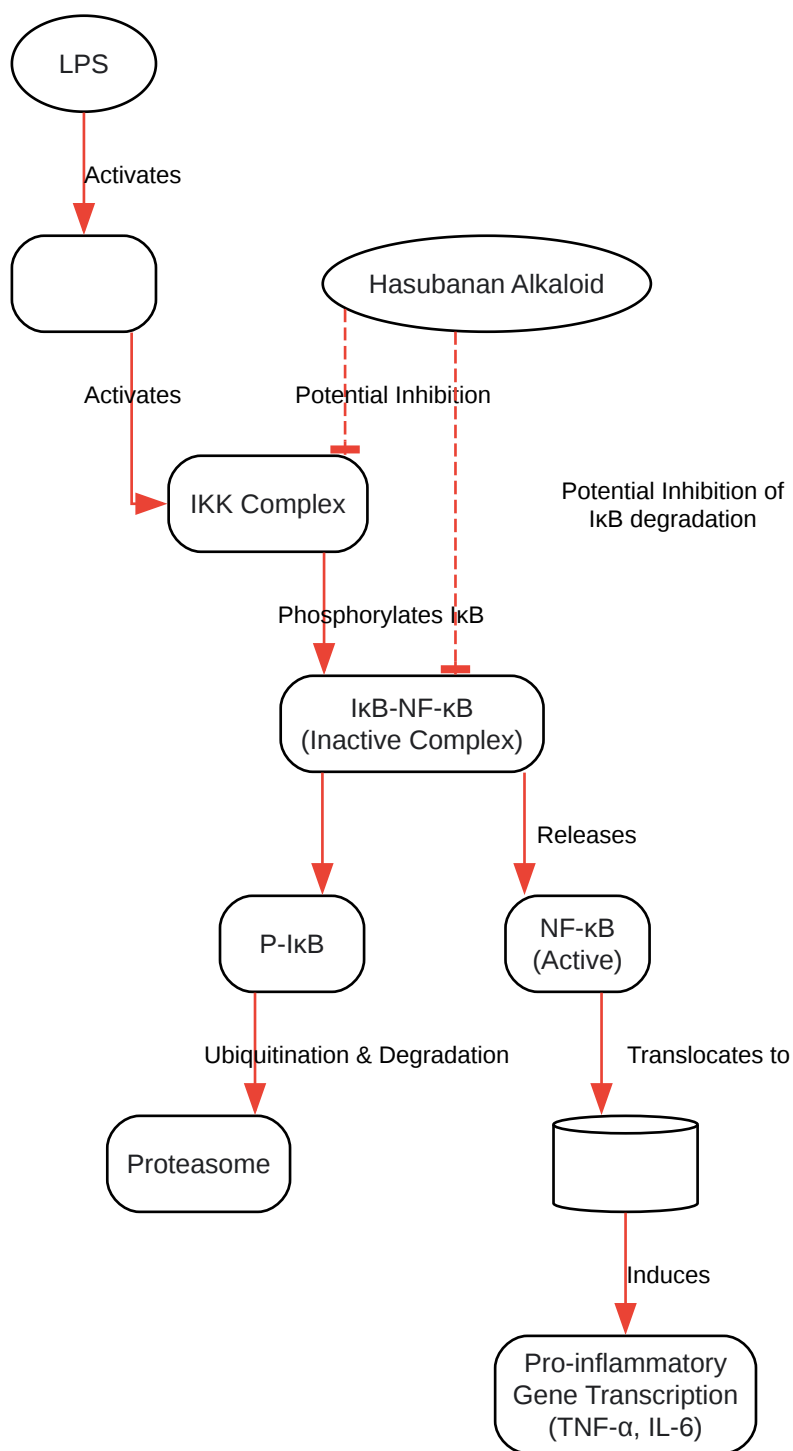 LPS
Activates
Hasubanan Alkaloid
Activates
Potential Inhibition
IKK Complex
Potential Inhibition of
IκB degradation
Phosphorylates IκB
IκB-NF-κB
(Inactive Complex)
Releases
P-IκB
NF-κB
(Active)
Ubiquitination & Degradation
Translocates to
Proteasome
Induces
Pro-inflammatory
Gene Transcription
(TNF-α, IL-6)